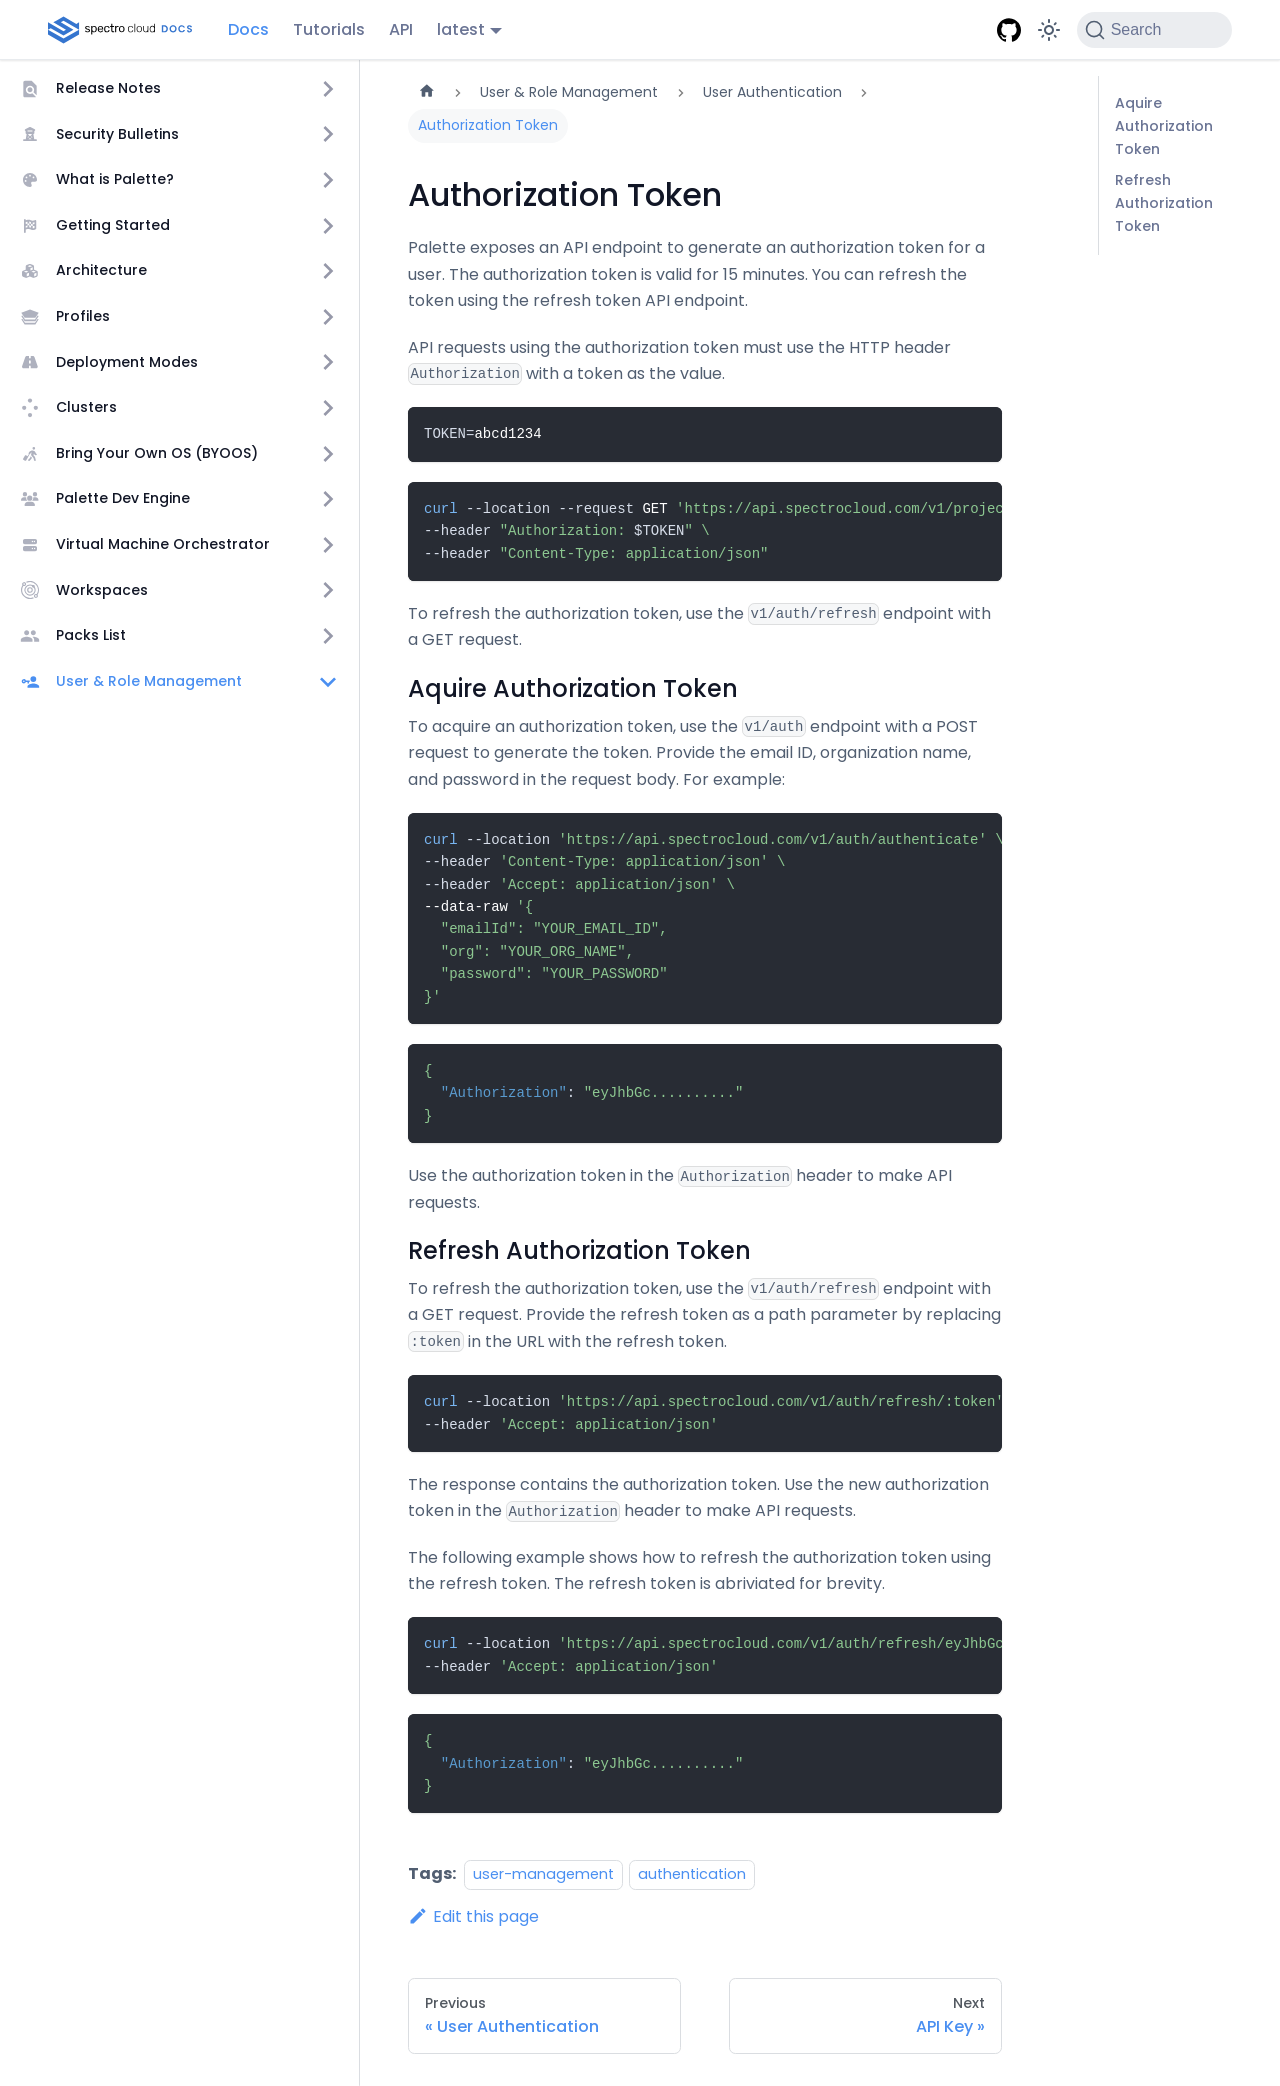 spectro cloud DOCS
Docs
Tutorials
API
latest
Search
Release Notes
Security Bulletins
What is Palette?
Getting Started
Architecture
Profiles
Deployment Modes
Clusters
Bring Your Own OS (BYOOS)
Palette Dev Engine
Virtual Machine Orchestrator
Workspaces
Packs List
User & Role Management
User & Role Management
User Authentication
Authorization Token
Authorization Token
Palette exposes an API endpoint to generate an authorization token for a
user. The authorization token is valid for 15 minutes. You can refresh the
token using the refresh token API endpoint.
API requests using the authorization token must use the HTTP header
Authorization with a token as the value.
TOKEN=abcd1234
curl --location --request GET 'https://api.spectrocloud.com/v1/projec
--header "Authorization: $TOKEN" \
--header "Content-Type: application/json"
To refresh the authorization token, use the v1/auth/refresh endpoint with
a GET request.
Aquire Authorization Token
To acquire an authorization token, use the v1/auth endpoint with a POST
request to generate the token. Provide the email ID, organization name,
and password in the request body. For example:
curl --location 'https://api.spectrocloud.com/v1/auth/authenticate' \
--header 'Content-Type: application/json' \
--header 'Accept: application/json' \
--data-raw '{
"emailId": "YOUR_EMAIL_ID",
"org": "YOUR_ORG_NAME",
"password": "YOUR_PASSWORD"
}'
{
"Authorization": "eyJhbGc.........."
}
Use the authorization token in the Authorization header to make API
requests.
Refresh Authorization Token
To refresh the authorization token, use the v1/auth/refresh endpoint with
a GET request. Provide the refresh token as a path parameter by replacing
:token in the URL with the refresh token.
curl --location 'https://api.spectrocloud.com/v1/auth/refresh/:token'
--header 'Accept: application/json'
The response contains the authorization token. Use the new authorization
token in the Authorization header to make API requests.
The following example shows how to refresh the authorization token using
the refresh token. The refresh token is abriviated for brevity.
curl --location 'https://api.spectrocloud.com/v1/auth/refresh/eyJhbGc
--header 'Accept: application/json'
{
"Authorization": "eyJhbGc.........."
}
Tags: user-management authentication
Edit this page
Previous
« User Authentication
Next
API Key »
Aquire
Authorization
Token
Refresh
Authorization
Token